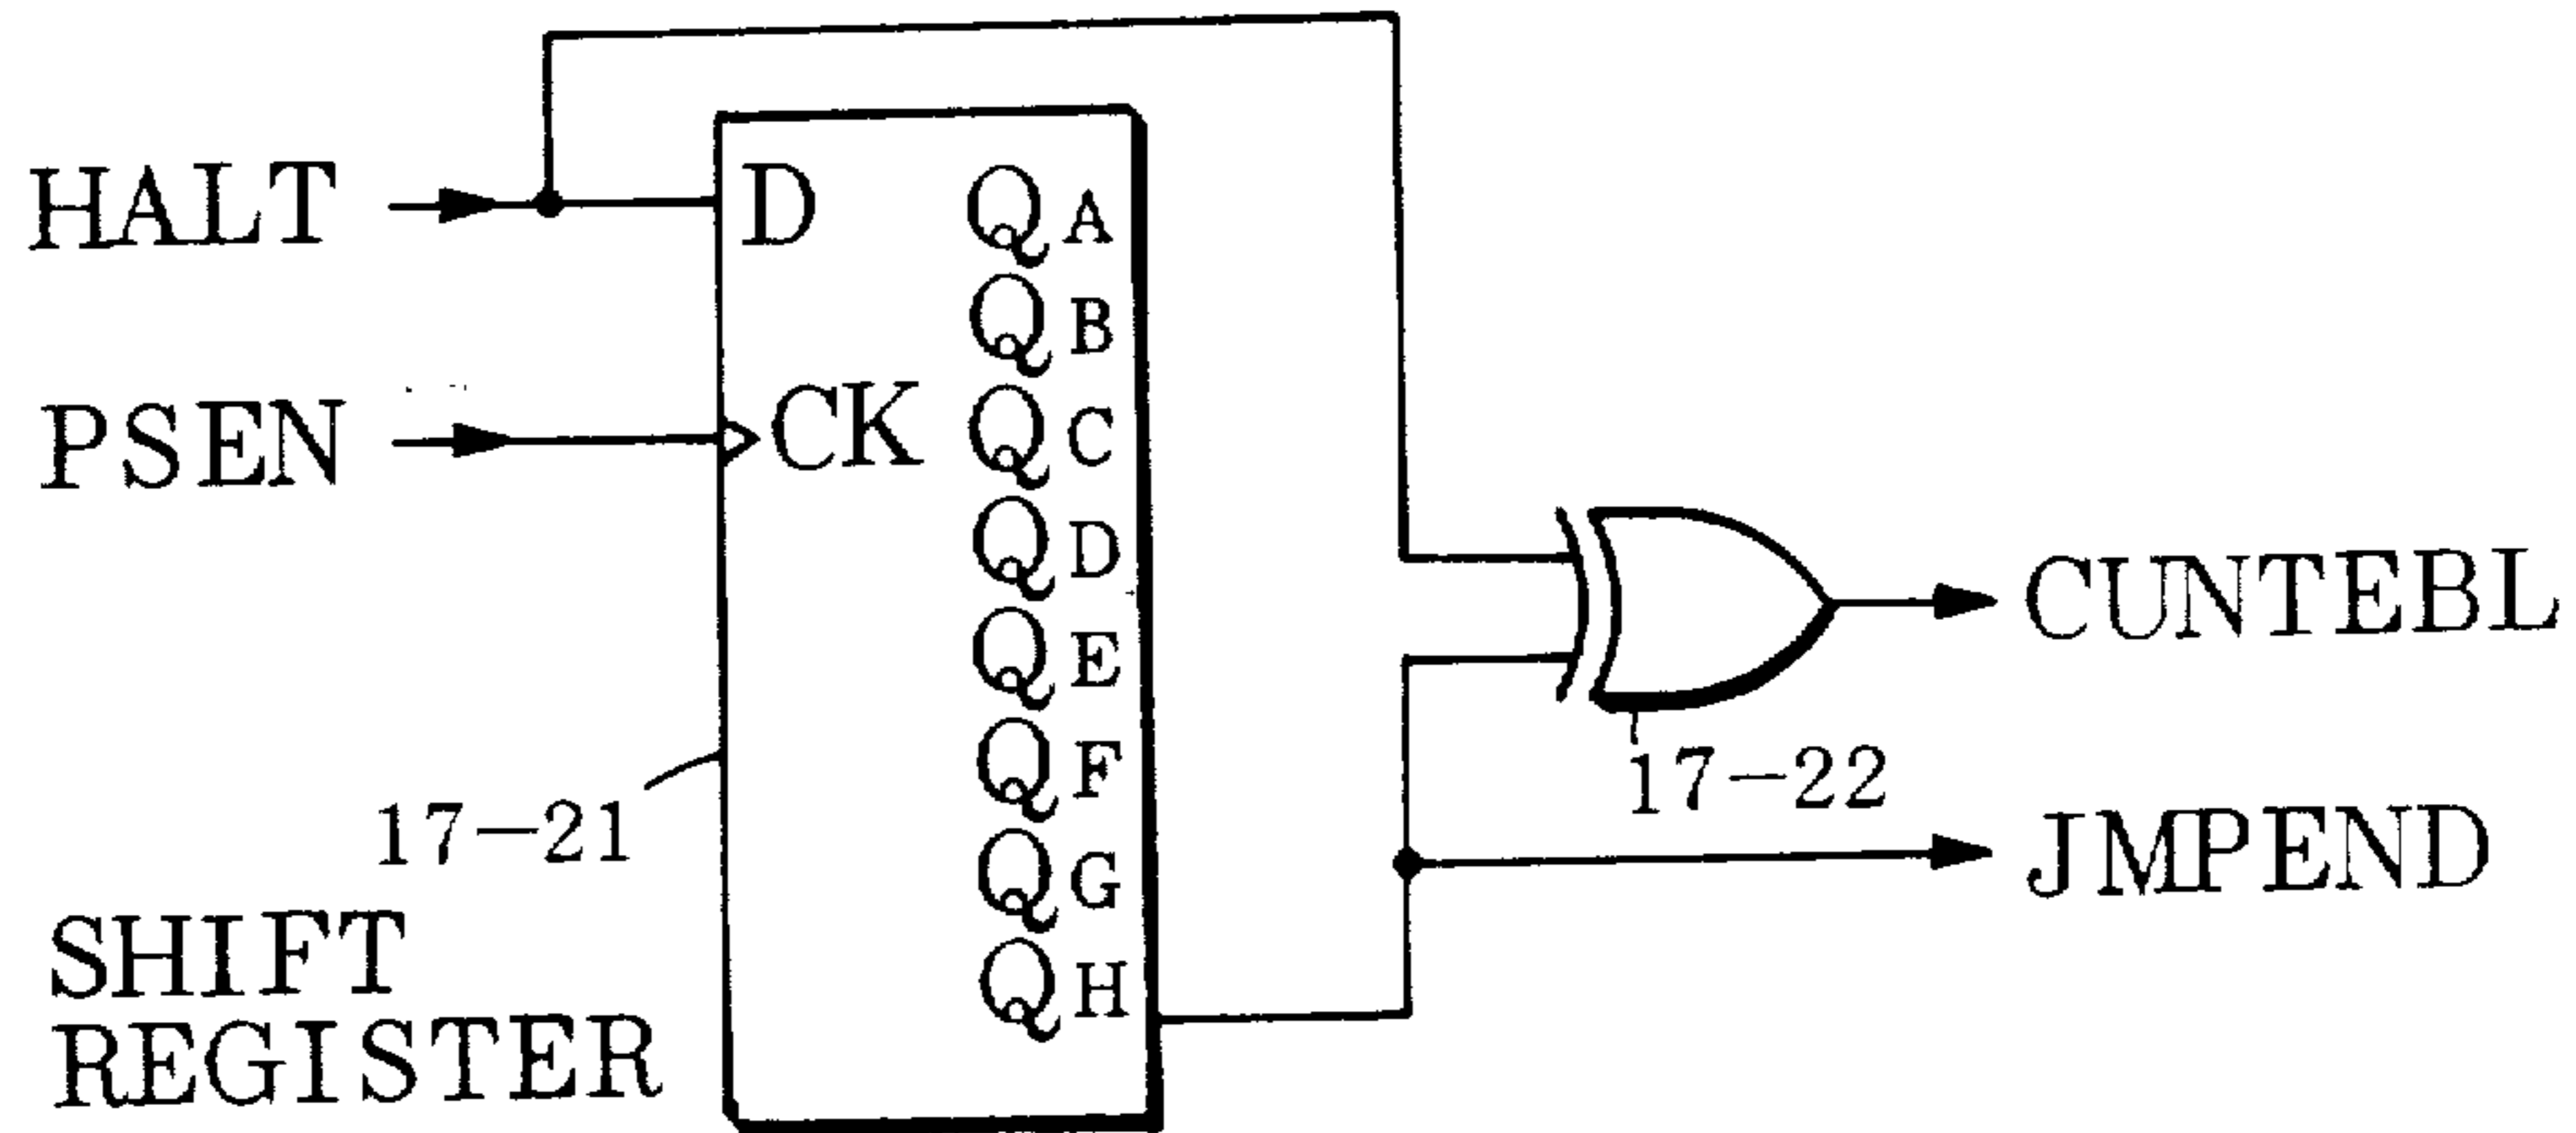 HALT
PSEN
D
CK
QA
QB
QC
QD
QE
QF
QG
QH
17-21
SHIFT
REGISTER
17-22
CUNTEBL
JMPEND